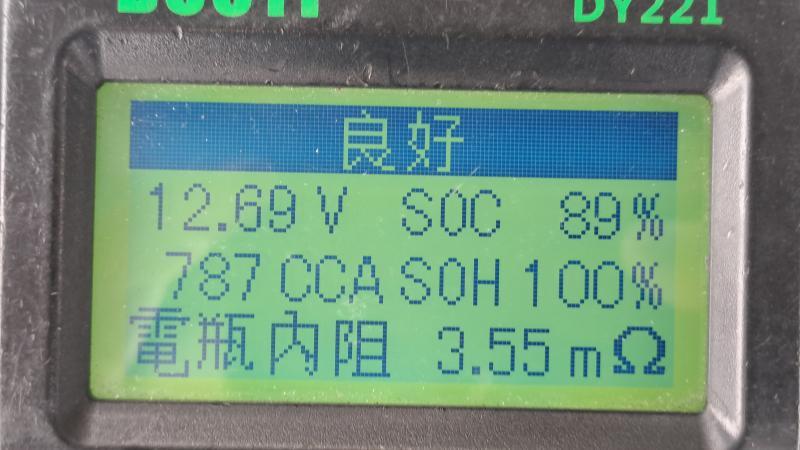 DY221
良好
12.69 V SOC 89%
787 CCA SOH 100%
電瓶內阻 3.55 mΩ